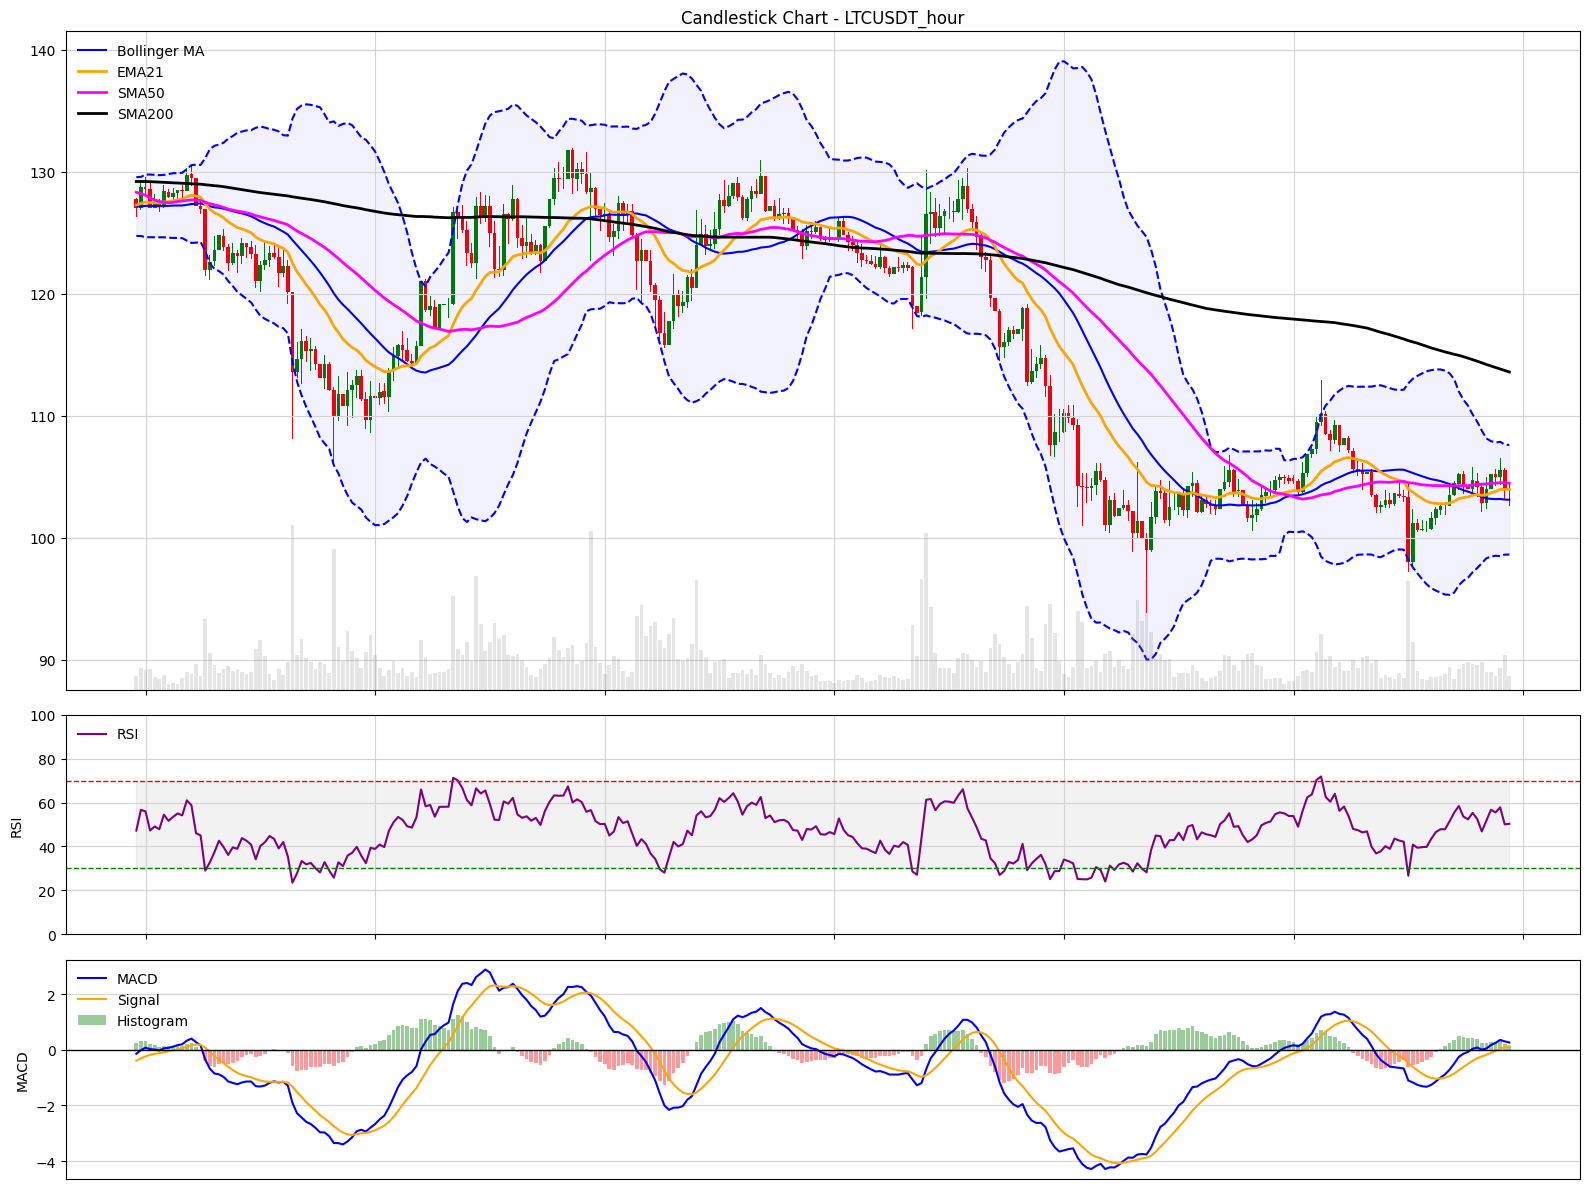 Candlestick Chart - LTCUSDT_hour
Bollinger MA
EMA21
SMA50
SMA200
140
130
120
110
100
90
RSI
100
80
60
40
20
0
RSI
MACD
Signal
Histogram
2
0
−2
−4
MACD